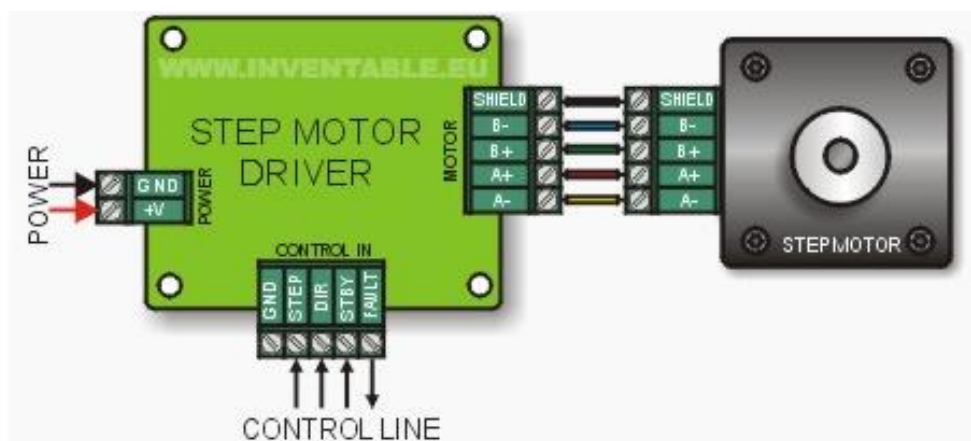 WWW.INVENTABLE.EU
STEP MOTOR
DRIVER
POWER
GND
+V
POWER
MOTOR
SHIELD
B-
B+
A+
A-
SHIELD
B-
B+
A+
A-
STEPMOTOR
CONTROL IN
GND
STEP
DIR
STBY
FAULT
CONTROL LINE